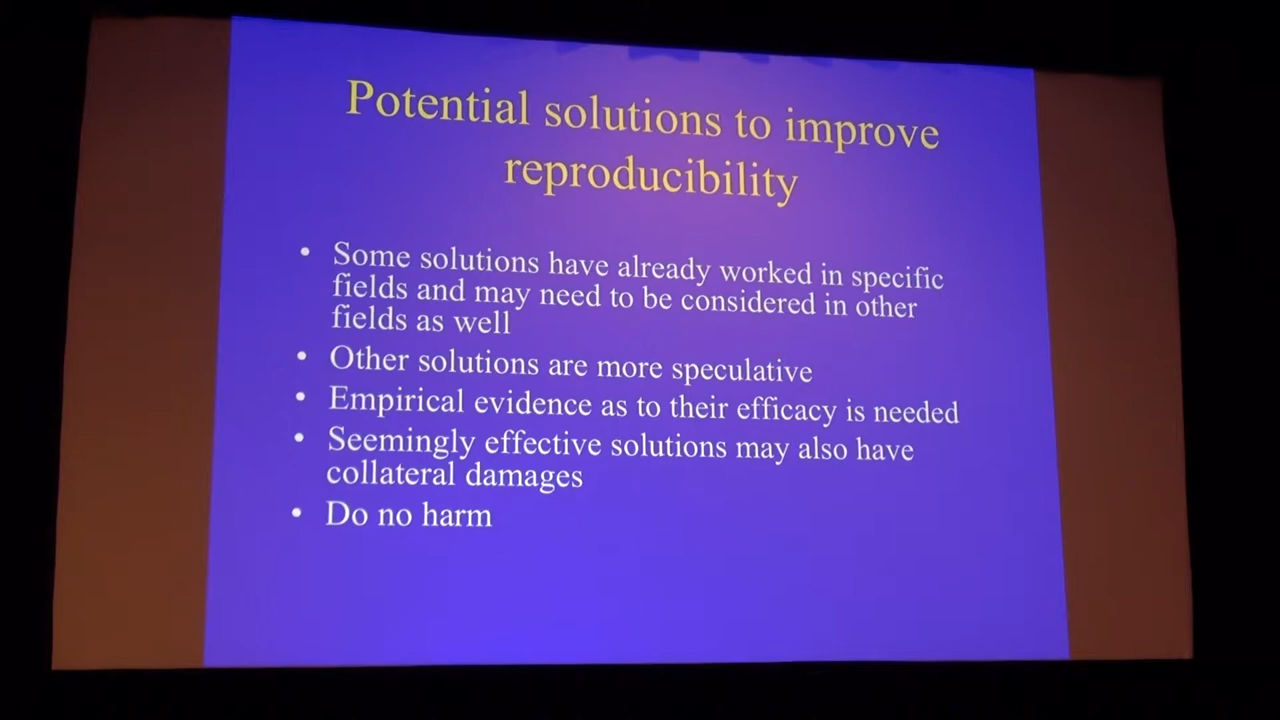 Potential solutions to improve
reproducibility
• Some solutions have already worked in specific
fields and may need to be considered in other
fields as well
• Other solutions are more speculative
• Empirical evidence as to their efficacy is needed
• Seemingly effective solutions may also have
collateral damages
• Do no harm